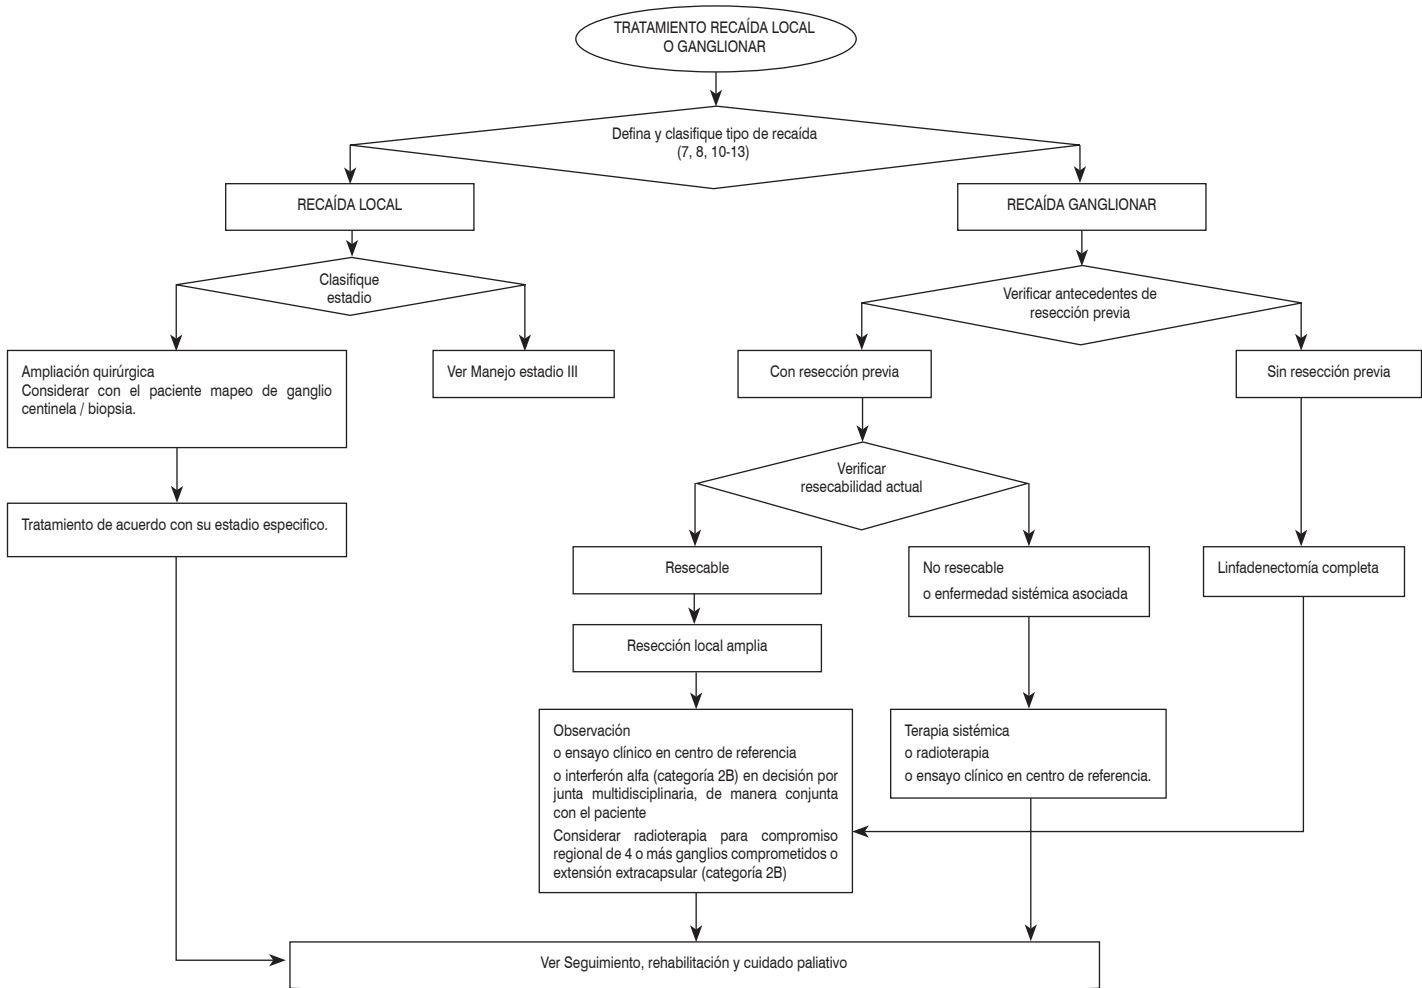 TRATAMIENTO RECAÍDA LOCAL
O GANGLIONAR
Defina y clasifique tipo de recaída
(7, 8, 10-13)
RECAÍDA LOCAL
RECAÍDA GANGLIONAR
Clasifique
estadio
Verificar antecedentes de
resección previa
Ampliación quirúrgica
Considerar con el paciente mapeo de ganglio
centinela / biopsia.
Ver Manejo estadio III
Con resección previa
Sin resección previa
Verificar
resecabilidad actual
Tratamiento de acuerdo con su estadio especifico.
Resecable
No resecable
o enfermedad sistémica asociada
Linfadenectomía completa
Resección local amplia
Observación
o ensayo clínico en centro de referencia
o interferón alfa (categoría 2B) en decisión por
junta multidisciplinaria, de manera conjunta
con el paciente
Considerar radioterapia para compromiso
regional de 4 o más ganglios comprometidos o
extensión extracapsular (categoría 2B)
Terapia sistémica
o radioterapia
o ensayo clínico en centro de referencia.
Ver Seguimiento, rehabilitación y cuidado paliativo